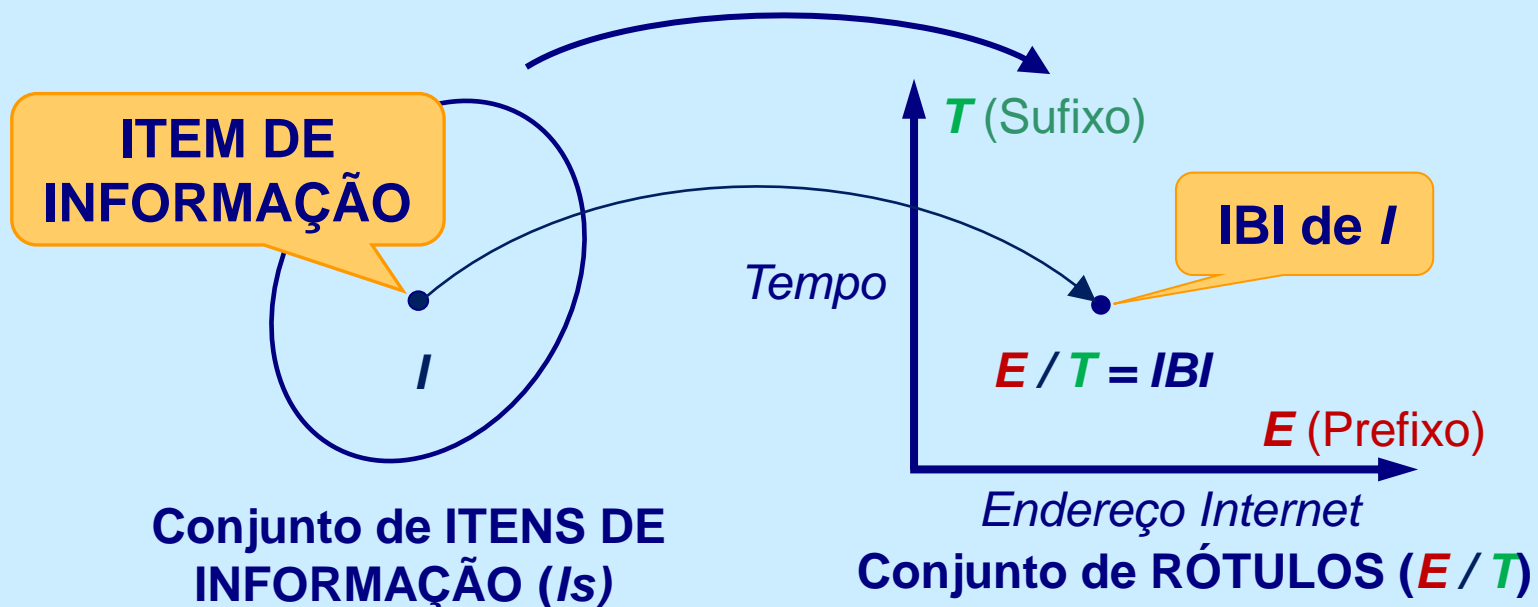 ITEM DE
INFORMAÇÃO
I
Conjunto de ITENS DE
INFORMAÇÃO (Is)
T (Sufixo)
IBI de I
Tempo
E / T = IBI
E (Prefixo)
Endereço Internet
Conjunto de RÓTULOS (E / T)